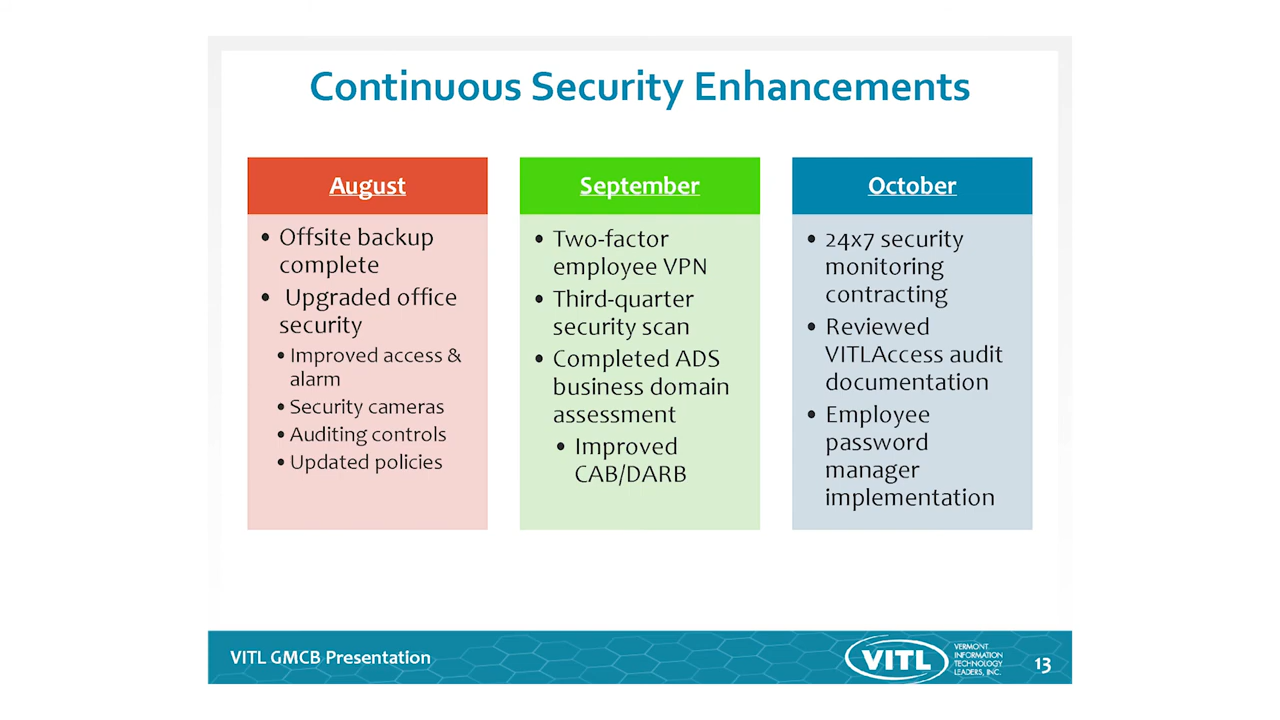 Continuous Security Enhancements
August
• Offsite backup
complete
• Upgraded office
security
• Improved access &
alarm
• Security cameras
• Auditing controls
• Updated policies
September
• Two-factor
employee VPN
• Third-quarter
security scan
• Completed ADS
business domain
assessment
• Improved
CAB/DARB
October
• 24x7 security
monitoring
contracting
• Reviewed
VITLAccess audit
documentation
• Employee
password
manager
implementation
VITL GMCB Presentation
VITL
VERMONT
INFORMATION
TECHNOLOGY
LEADERS, INC.
13